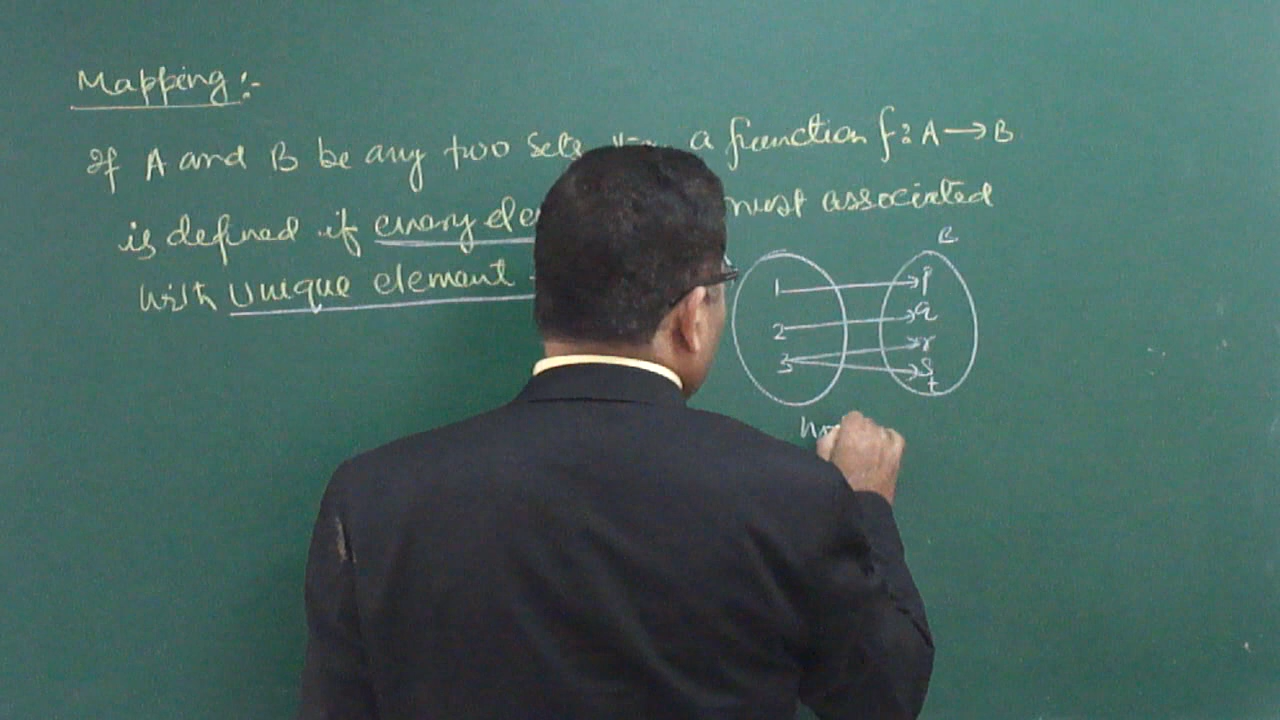 Mapping :-
If A and B be any two sets a function f: A → B
is defined if every ele must associated
with unique element
B
1 p
2 q
3 r
s
t